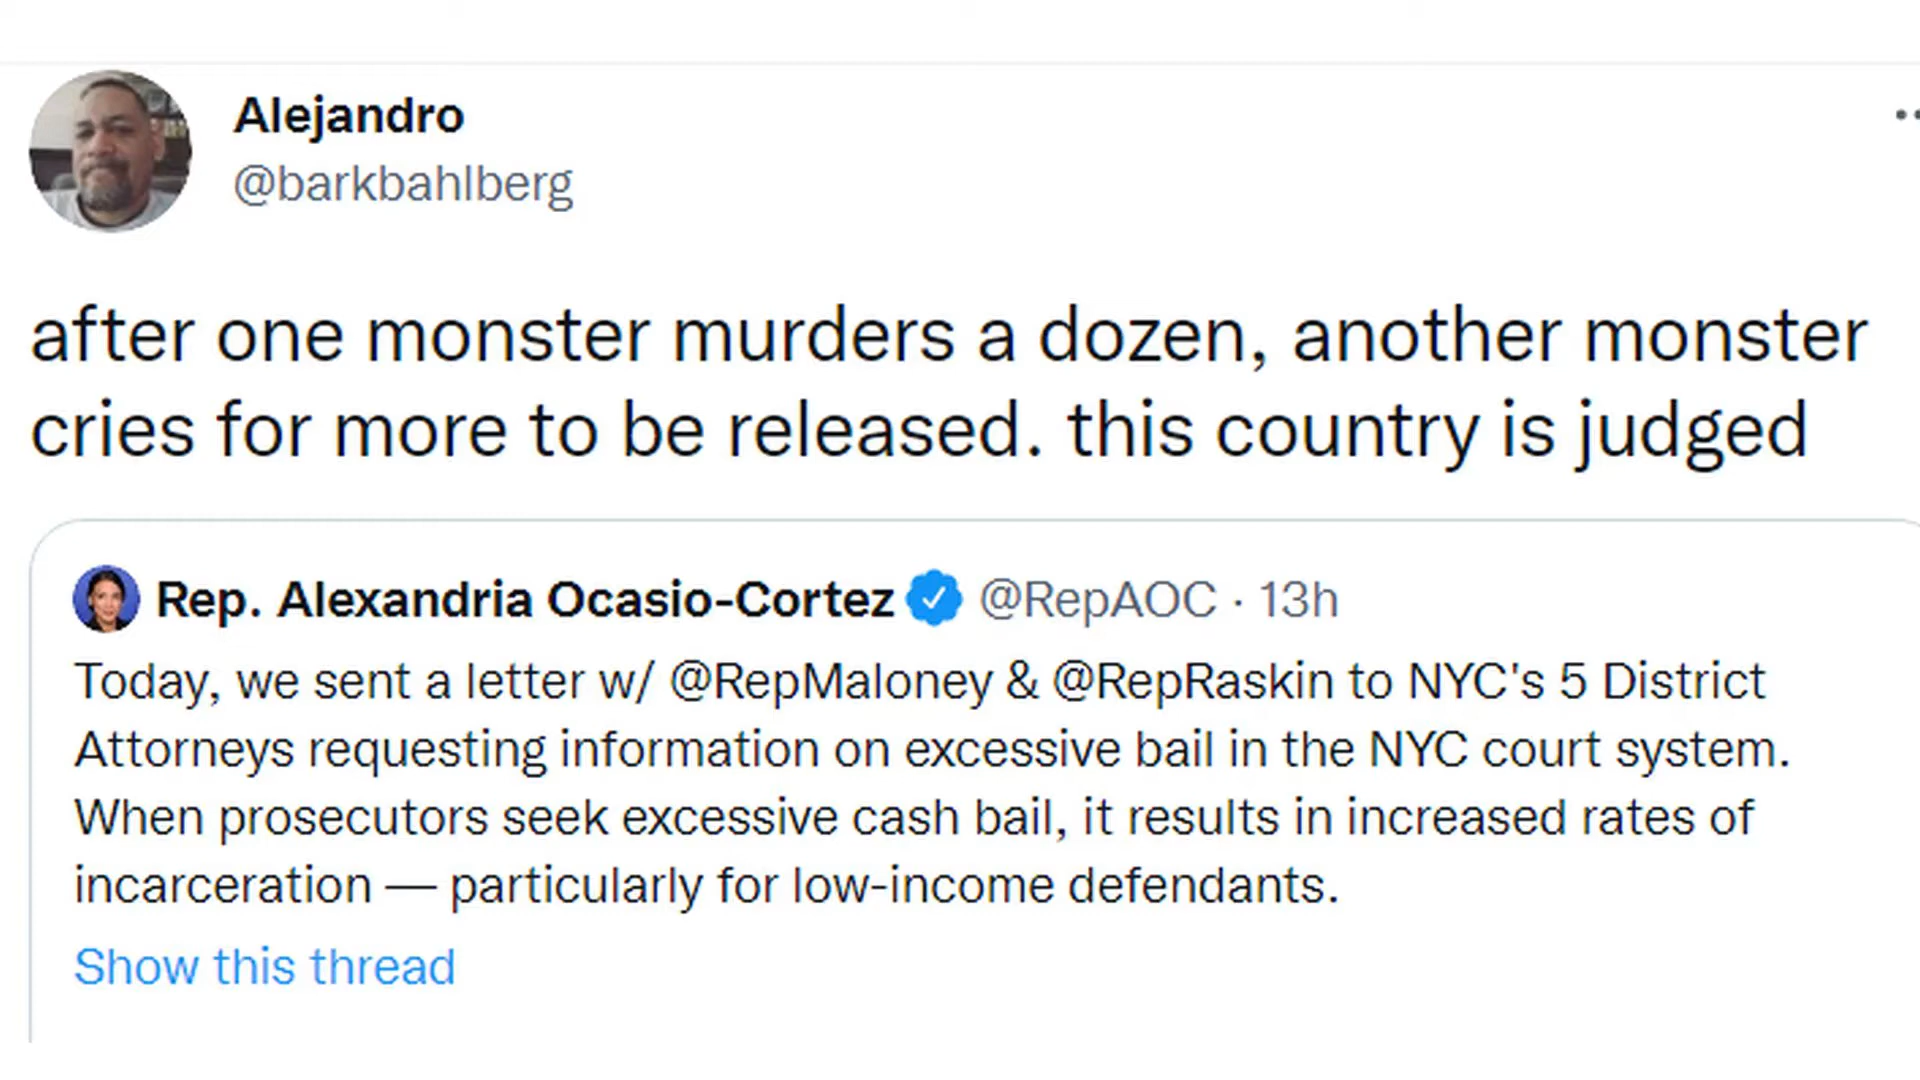 Alejandro
@barkbahlberg
after one monster murders a dozen, another monster
cries for more to be released. this country is judged
Rep. Alexandria Ocasio-Cortez @RepAOC · 13h
Today, we sent a letter w/ @RepMaloney & @RepRaskin to NYC's 5 District
Attorneys requesting information on excessive bail in the NYC court system.
When prosecutors seek excessive cash bail, it results in increased rates of
incarceration — particularly for low-income defendants.
Show this thread